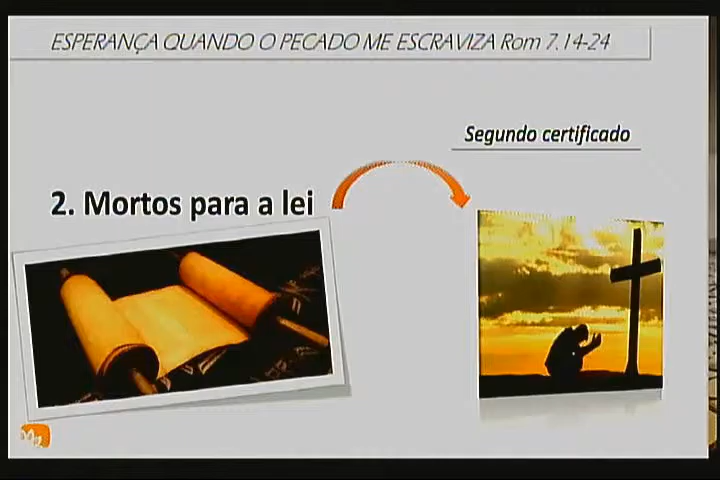 ESPERANÇA QUANDO O PECADO ME ESCRAVIZA Rom 7.14-24
Segundo certificado
2. Mortos para a lei